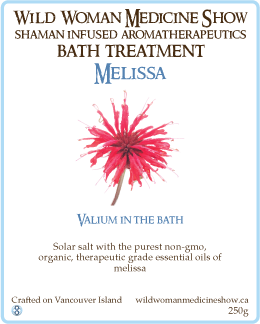 Wild Woman Medicine Show
shaman infused aromatherapeutics
bath treatment
Melissa
Valium in the bath
Solar salt with the purest non-gmo,
organic, therapeutic grade essential oils of
melissa
Crafted on Vancouver Island wildwomanmedicineshow.ca
250g